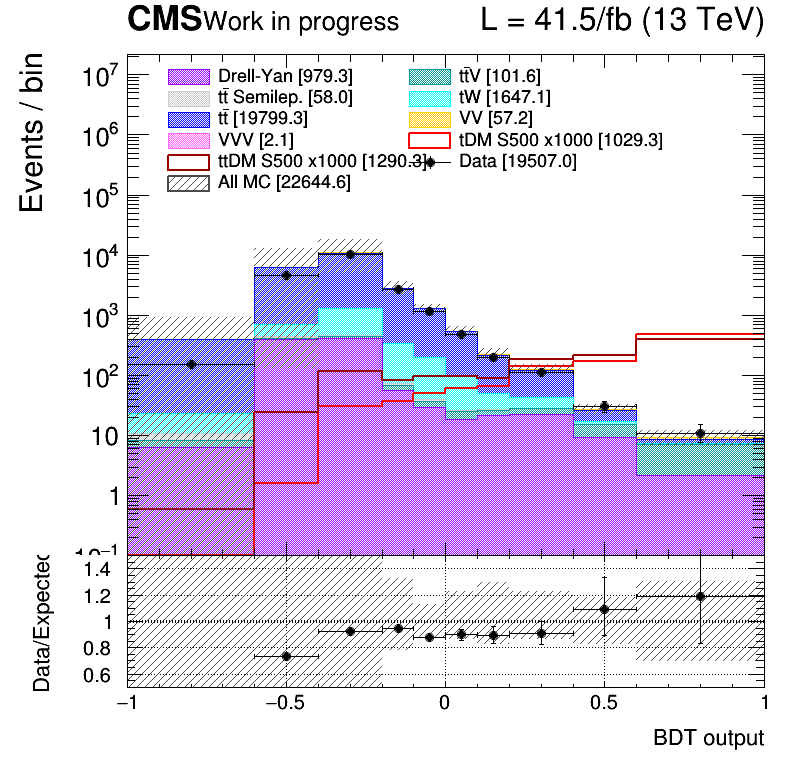 CMS Work in progress L = 41.5/fb (13 TeV)
Events / bin
10⁷
10⁶
10⁵
10⁴
10³
10²
10
1
10⁻¹
Drell-Yan [979.3]
tt̄ Semilep. [58.0]
tt̄ [19799.3]
VVV [2.1]
ttDM S500 x1000 [1290.3]
All MC [22644.6]
tt̄V [101.6]
tW [1647.1]
VV [57.2]
tDM S500 x1000 [1029.3]
Data [19507.0]
Data/Expected
1.4
1.2
1
0.8
0.6
−1 −0.5 0 0.5 1
BDT output